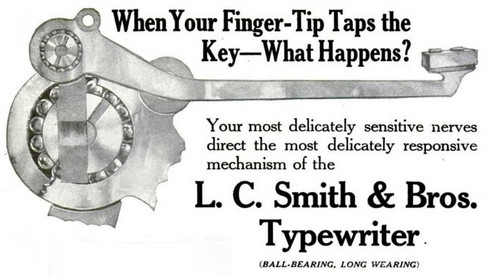 When Your Finger-Tip Taps the
Key—What Happens?
Your most delicately sensitive nerves
direct the most delicately responsive
mechanism of the
L. C. Smith & Bros.
Typewriter
(BALL-BEARING, LONG WEARING)